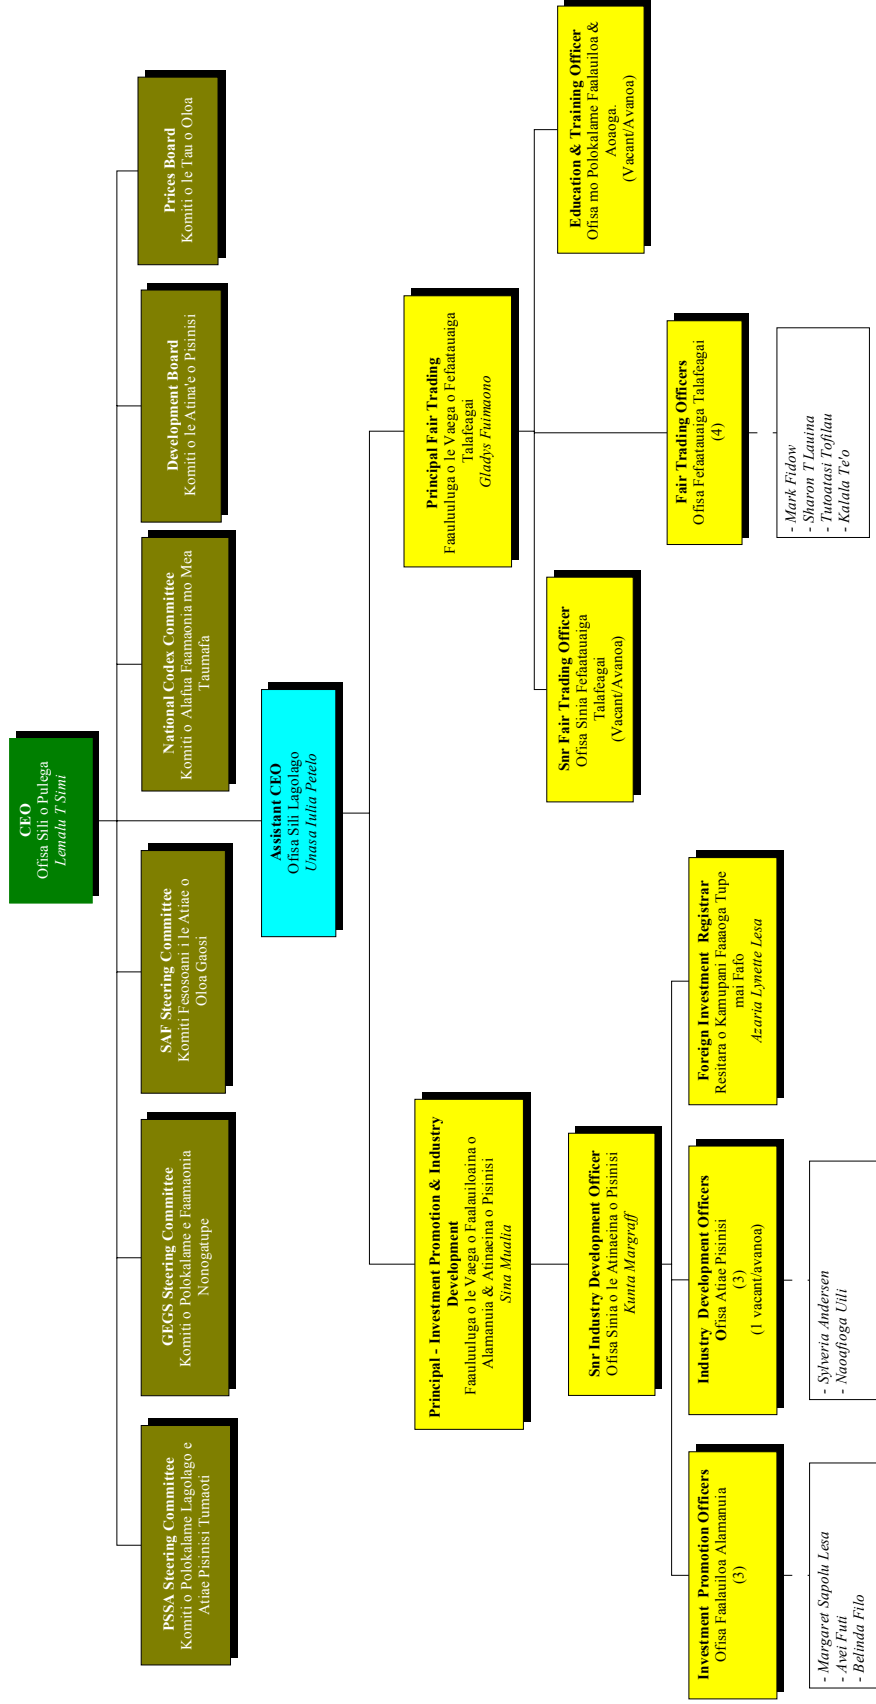 CEO
Ofisa Sili o Pulega
Lemalu T Simi
PSSA Steering Committee
Komiti o Polokalame Lagolago e
Atiae Pisinisi Tumaoti
GEGS Steering Committee
Komiti o Polokalame e Faamaonia
Nonogatupe
SAF Steering Committee
Komiti Fesosoani i le Atiae o
Oloa Gaosi
National Codex Committee
Komiti o Alafua Faamaonia mo Mea
Taumafa
Development Board
Komiti o le Atina'e o Pisinisi
Prices Board
Komiti o le Tau o Oloa
Assistant CEO
Ofisa Sili Lagolago
Unasa Iulia Petelo
Principal - Investment Promotion & Industry
Development
Faauluuluga o le Vaega o Faalauiloaina o
Alamanuia & Atinaeina o Pisinisi
Sina Mualia
Principal Fair Trading
Faauluuluga o le Vaega o Fefaatauaiga
Talafeagai
Gladys Fuimaono
Snr Industry Development Officer
Ofisa Sinia o le Atinaeina o Pisinisi
Kunta Margraff
Snr Fair Trading Officer
Ofisa Sinia Fefaatauaiga
Talafeagai
(Vacant/Avanoa)
Education & Training Officer
Ofisa mo Polokalame Faalauiloa &
Aoaoga.
(Vacant/Avanoa)
Investment Promotion Officers
Ofisa Faalauiloa Alamanuia
(3)
Industry Development Officers
Ofisa Atiae Pisinisi
(3)
(1 vacant/avanoa)
Foreign Investment Registrar
Resitara o Kamupani Faaaoga Tupe
mai Fafo
Azaria Lynette Lesa
Fair Trading Officers
Ofisa Fefaatauaiga Talafeagai
(4)
- Margaret Sapolu Lesa
- Avei Futi
- Belinda Filo
- Sylveria Andersen
- Naoafioga Uili
- Mark Fidow
- Sharon T Lauina
- Tutoatasi Tofilau
- Kalala Te'o